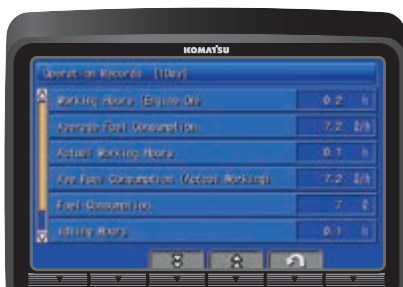 KOMATSU
Operation Records [1Day]
Working Hours (Engine On) 0.2 h
Average Fuel Consumption 7.2 ℓ/h
Actual Working Hours 0.1 h
Ave Fuel Consumption (Actual Working) 7.2 ℓ/h
Fuel Consumption 7 ℓ
Idling Hours 0.1 h